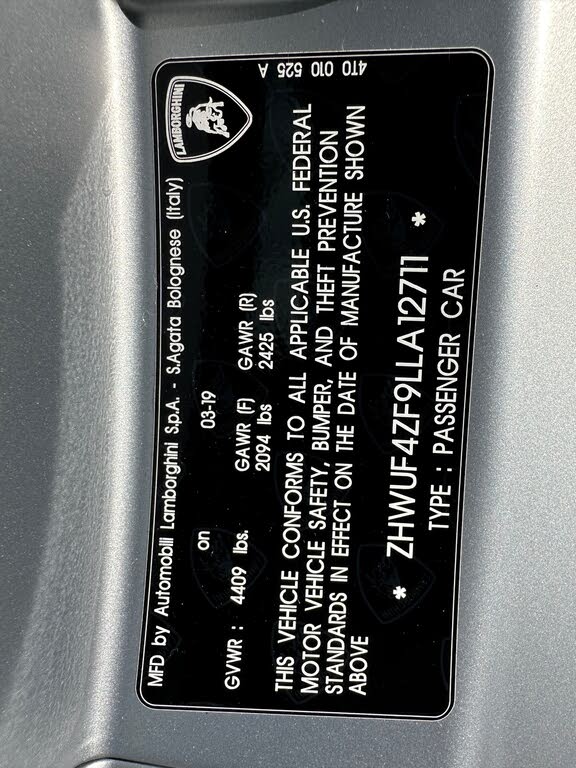 MFD by Automobili Lamborghini S.p.A. - S.Agata Bolognese (Italy)
LAMBORGHINI
on 03-19
GVWR : 4409 lbs. GAWR (F) GAWR (R)
2094 lbs 2425 lbs
THIS VEHICLE CONFORMS TO ALL APPLICABLE U.S. FEDERAL
MOTOR VEHICLE SAFETY, BUMPER, AND THEFT PREVENTION
STANDARDS IN EFFECT ON THE DATE OF MANUFACTURE SHOWN
ABOVE
* ZHWUF4ZF9LLA12711 *
TYPE : PASSENGER CAR
4T0 010 525 A